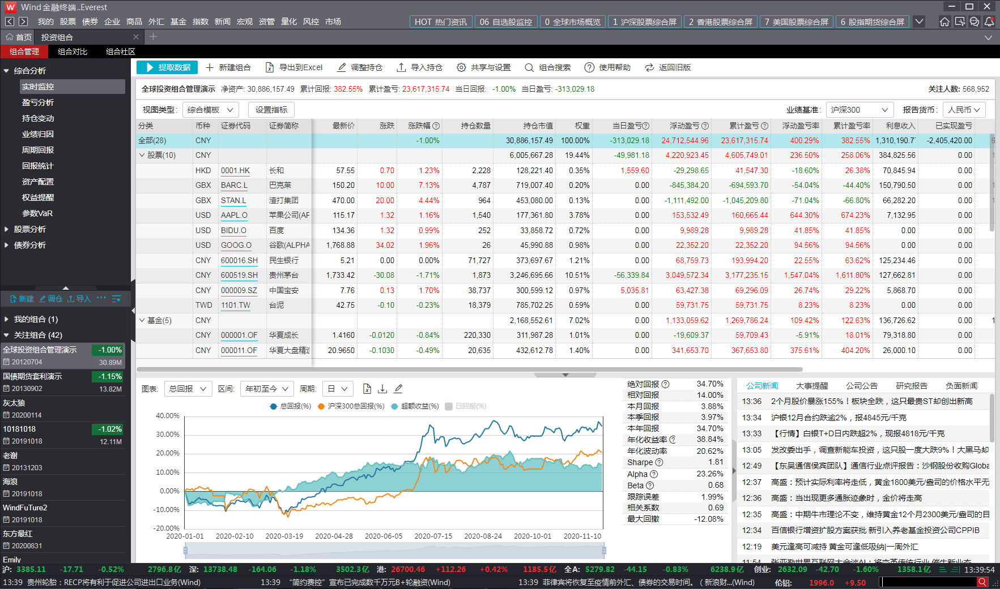 Wind金融终端..Everest
我的 股票 债券 企业 商品 外汇 基金 指数 新闻 宏观 资管 量化 风控 市场
HOT 热门资讯 06 自选股监控 0 全球市场概览 1 沪深股票综合屏 2 香港股票综合屏 7 美国股票综合屏 6 股指期货综合屏
首页 投资组合
组合管理 组合对比 组合社区
综合分析
实时监控
盈亏分析
持仓变动
业绩归因
周期回报
回报统计
资产配置
权益提醒
参数VaR
股票分析
债券分析
新建 调仓 导入 ...
我的组合 (1)
关注组合 (42)
全球投资组合管理演示 -1.00%
20120704 30.89M
国债期货套利演示 -1.15%
20130902 13.82M
灰太狼
20200114
10181018 -1.02%
20191018 12.11M
老谢
20131203
海浪
20191018
WindFuTure2
20191018
东方最红
20200831
Emily
提取数据 新建组合 导出到Excel 调整持仓 导入持仓 共享与设置 组合搜索 使用帮助 返回旧版
全球投资组合管理演示 净资产: 30,886,157.49 累计回报: 382.55% 累计盈亏: 23,617,315.74 当日回报: -1.00% 当日盈亏: -313,029.18 关注人数: 568,952
视图类型: 综合模板 设置指标 业绩基准: 沪深300 报告货币: 人民币
分类 币种 证券代码 证券简称 最新价 涨跌 涨跌幅 持仓数量 持仓市值 权重 当日盈亏 浮动盈亏 累计盈亏 浮动盈亏率 累计盈亏率 利息收入 已实现盈亏
全部(28) CNY -1.00% 30,886,157.49 100.00% -313,029.18 24,712,544.96 23,617,315.74 400.29% 382.55% 1,310,190.7 -2,405,420.00
股票(10) CNY 6,005,667.28 19.44% -49,981.18 4,220,923.45 4,605,749.01 236.50% 258.06% 384,825.56 0.00
HKD 0001.HK 长和 57.55 0.70 1.23% 2,228 128,221.40 0.35% 1,559.60 -29,298.65 41,547.30 -18.60% 26.38% 70,845.94 0.00
GBX BARC.L 巴克莱 150.20 10.00 7.13% 4,787 719,007.40 0.20% 0.00 -845,384.20 -694,593.70 -54.04% -44.40% 150,790.50 0.00
GBX STAN.L 渣打集团 470.00 20.00 4.44% 964 453,080.00 0.13% 0.00 -1,111,492.00 -1,045,209.80 -71.04% -66.80% 66,282.20 0.00
USD AAPL.O 苹果公司(AP 115.17 1.32 1.16% 1,540 177,361.80 3.78% 0.00 153,532.49 160,665.44 644.30% 674.23% 7,132.95 0.00
USD BIDU.O 百度 134.36 1.32 0.99% 252 33,858.72 0.72% 0.00 9,989.28 9,989.28 41.85% 41.85% 0.00 0.00
USD GOOG.O 谷歌(ALPHA 1,768.88 34.02 1.96% 26 45,990.88 0.98% 0.00 22,352.20 22,352.20 94.56% 94.56% 0.00 0.00
CNY 600016.SH 民生银行 5.21 0.00 0.00% 71,727 373,697.67 1.21% 0.00 68,759.73 193,994.20 22.55% 63.62% 125,234.46 0.00
CNY 600519.SH 贵州茅台 1,733.42 -30.08 -1.71% 1,873 3,246,695.66 10.51% -56,339.84 3,049,572.34 3,177,235.15 1,547.04% 1,611.80% 127,662.81 0.00
CNY 000009.SZ 中国宝安 7.76 0.13 1.70% 38,737 300,599.12 0.97% 5,035.81 63,427.38 69,296.09 26.74% 29.22% 5,868.70 0.00
TWD 1101.TW 台泥 42.75 -0.10 -0.23% 18,379 785,702.25 0.59% 0.00 59,731.75 59,731.75 8.23% 8.23% 0.00 0.00
基金(5) CNY 2,168,552.61 7.02% 0.00 1,133,059.62 1,269,786.24 109.42% 122.63% 136,726.62 0.00
CNY 000001.OF 华夏成长 1.4160 -0.0120 -0.84% 220,330 311,987.28 1.01% 0.00 -19,609.37 59,709.43 -5.91% 18.01% 79,318.80 0.00
CNY 000011.OF 华夏大盘精选 20.9650 -0.1030 -0.49% 20,635 432,612.78 1.40% 0.00 341,653.70 367,653.80 375.61% 404.20% 26,000.10 0.00
图表: 总回报 区间: 年初至今 周期: 日
总回报(%) 沪深300总回报(%) 超额收益(%) 日回报(%)
40.00%
30.00%
20.00%
10.00%
0.00%
-10.00%
-20.00%
2020-01-01 2020-02-10 2020-03-19 2020-04-28 2020-06-05 2020-07-15 2020-08-24 2020-10-01 2020-11-10
绝对回报 34.70%
相对回报 14.00%
本月回报 3.88%
本季回报 3.97%
本年回报 34.70%
年化收益率 38.84%
年化波动率 20.62%
Sharpe 1.81
Alpha 23.26%
Beta 0.68
跟踪误差 1.99%
相关系数 0.69
最大回撤 -12.08%
公司新闻 大事提醒 公司公告 研究报告 负面新闻
13:36 2个月股价暴涨155%！板块全跌，这只最贵ST却创出新高
13:34 沪银12月合约跌逾2%，报4845元/千克
13:33 【行情】白银T+D日内跌超2%，现报4818元/千克
13:05 发改委出手，调查新能车投资，这只股一度大跌9%！大黑马却
12:49 【东吴通信侯宾团队】通信行业点评报告：沙钢股份收购Globa
12:37 高盛：预计实际利率将走低，黄金1800美元/盎司的价格水平无
12:36 高盛：当出现更多通胀迹象时，金价将走高
12:35 高盛：中期牛市理论不变，维持黄金12个月2300美元/盎司的目
12:34 百信银行增资扩股方案获批 新引入养老基金投资公司CPPIB
12:19 美元逢高可减持 黄金可逢低吸纳|一周外汇
11:54 张亚勤世界互联网大会谈AI：将变革传统行业 催生新业态
沪: 3385.11 -17.71 -0.52% 2796.8亿 深: 13738.48 -164.06 -1.18% 3502.3亿 港: 26700.46 +112.26 +0.42% 1185.5亿 全A: 5279.82 -44.15 -0.83% 6238.9亿 创业: 2632.09 -42.70 -1.60% 1358.1亿 13:39:54
13:39 贵州轮胎：RECP将有利于促进公司进出口业务(Wind) 13:39 “简约费控”宣布已完成数千万元B+轮融资(Wind) 13:39 菲律宾将恢复至疫情前外汇、债券的交易时间。（新浪财...(Wind) 伦铝: 1996.0 +9.50